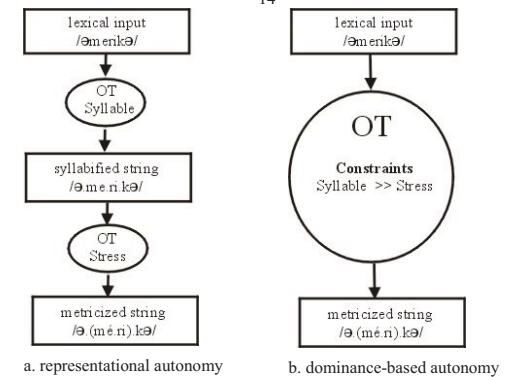 14
lexical input
/əmerikə/
OT
Syllable
syllabified string
/ə.me.ri.kə/
OT
Stress
metricized string
/ə.(mé.ri).kə/
a. representational autonomy
lexical input
/əmerikə/
OT
Constraints
Syllable >> Stress
metricized string
/ə.(mé.ri).kə/
b. dominance-based autonomy